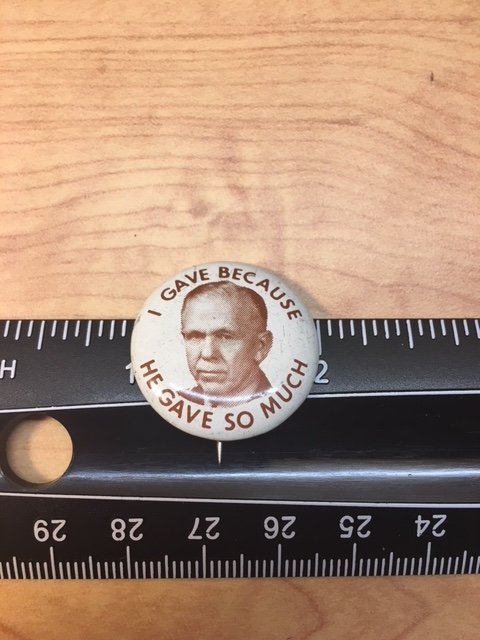 I GAVE BECAUSE
HE GAVE SO MUCH
H
1
2
29 28 27 26 25 24